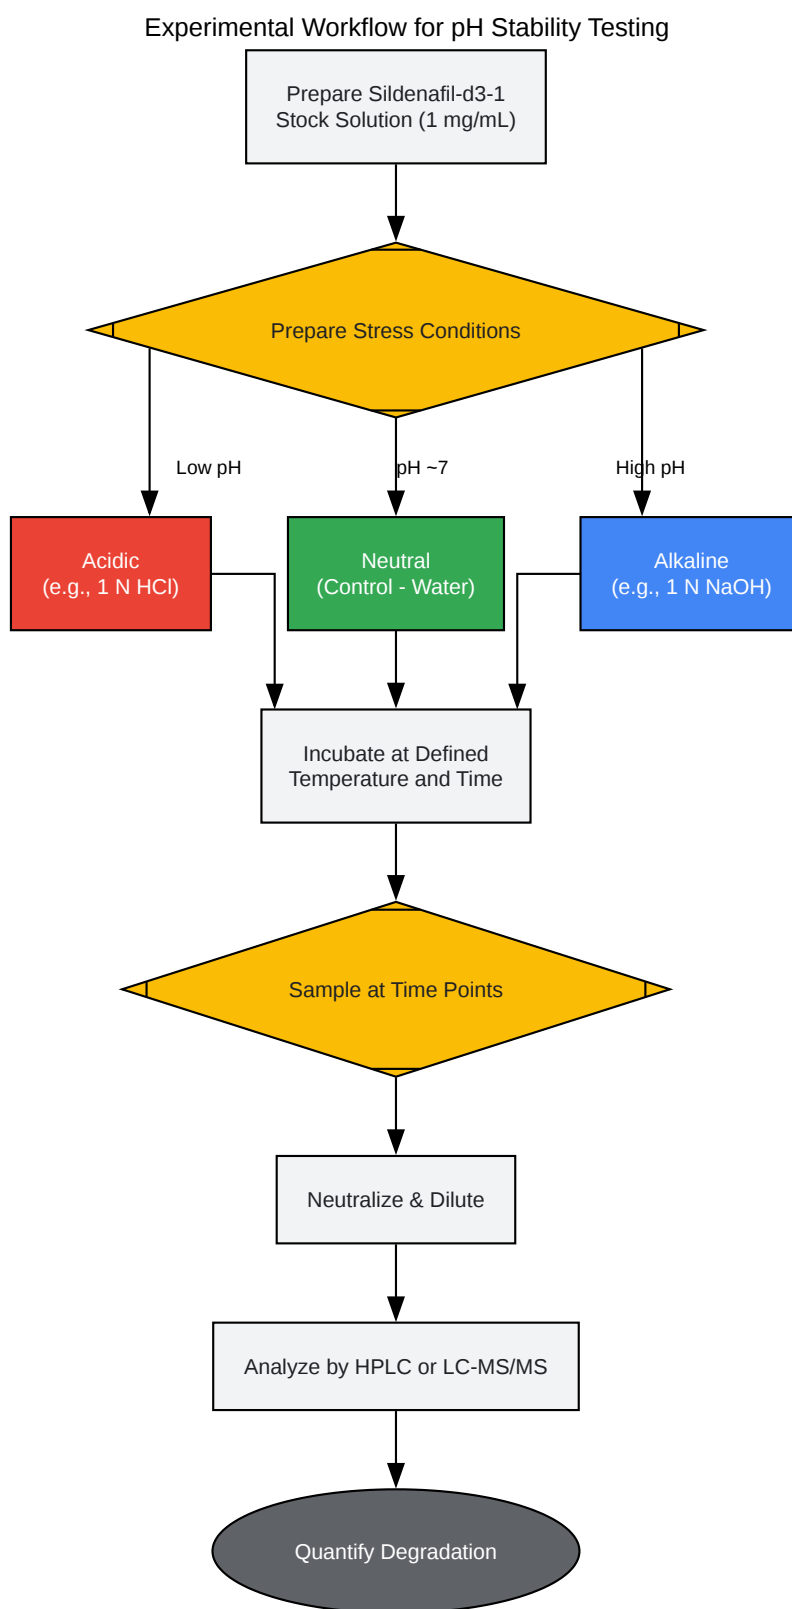 Experimental Workflow for pH Stability Testing
Prepare Sildenafil-d3-1
Stock Solution (1 mg/mL)
Prepare Stress Conditions
Low pH
pH ~7
High pH
Acidic
(e.g., 1 N HCl)
Neutral
(Control - Water)
Alkaline
(e.g., 1 N NaOH)
Incubate at Defined
Temperature and Time
Sample at Time Points
Neutralize & Dilute
Analyze by HPLC or LC-MS/MS
Quantify Degradation